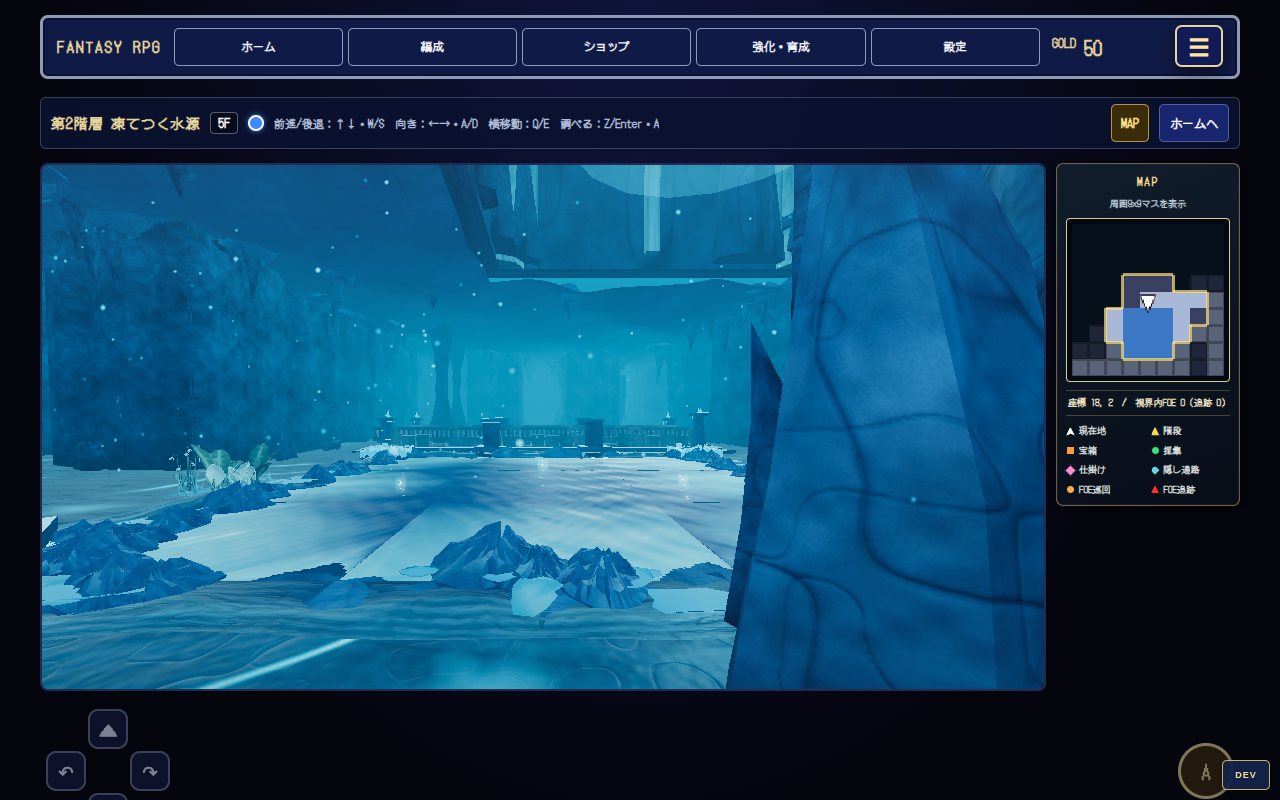 FANTASY RPG
ホーム
編成
ショップ
強化・育成
設定
GOLD 50
第2階層 凍てつく水源
5F
前進/後退：↑↓・W/S 向き：←→・A/D 横移動：Q/E 調べる：Z/Enter・A
MAP
ホームへ
MAP
周囲9x9マスを表示
座標 18, 2 / 視界内FOE 0 (追跡 0)
現在地
階段
宝箱
採集
仕掛け
隠し通路
FOE巡回
FOE追跡
A
DEV